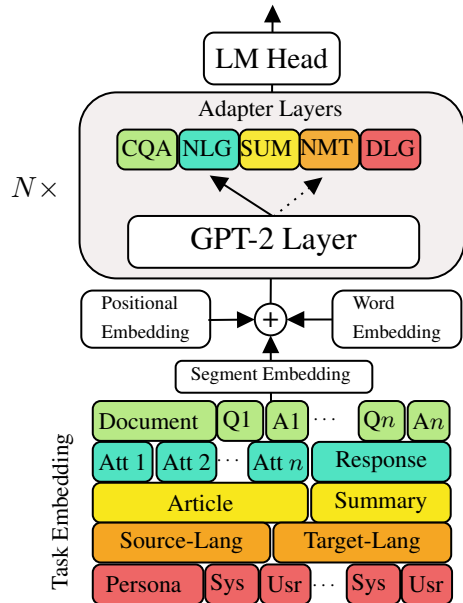 LM Head
Adapter Layers
CQA NLG SUM NMT DLG
N×
GPT-2 Layer
Positional Embedding
+
Word Embedding
Segment Embedding
Task Embedding
Document Q1 A1 ... Qn An
Att 1 Att 2 ... Att n Response
Article Summary
Source-Lang Target-Lang
Persona Sys Usr ... Sys Usr